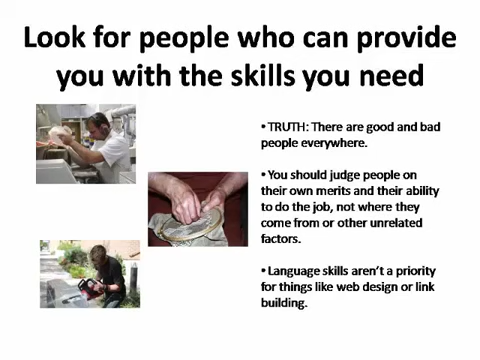 Look for people who can provide
you with the skills you need
• TRUTH: There are good and bad
people everywhere.
• You should judge people on
their own merits and their ability
to do the job, not where they
come from or other unrelated
factors.
• Language skills aren't a priority
for things like web design or link
building.